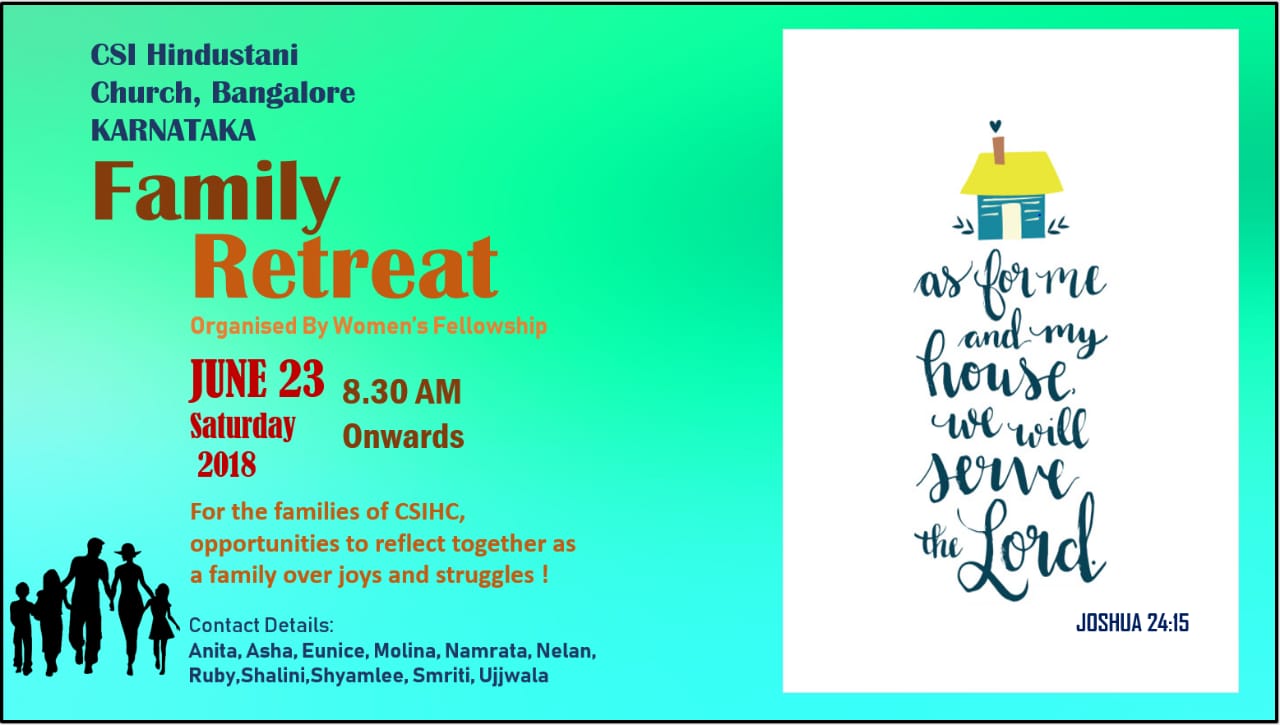 CSI Hindustani
Church, Bangalore
KARNATAKA
Family
Retreat
Organised By Women's Fellowship
JUNE 23
Saturday
2018
8.30 AM
Onwards
For the families of CSIHC,
opportunities to reflect together as
a family over joys and struggles !
Contact Details:
Anita, Asha, Eunice, Molina, Namrata, Nelan,
Ruby,Shalini,Shyamlee, Smriti, Ujjwala
as for me
and my
house,
we will
serve
the Lord.
JOSHUA 24:15